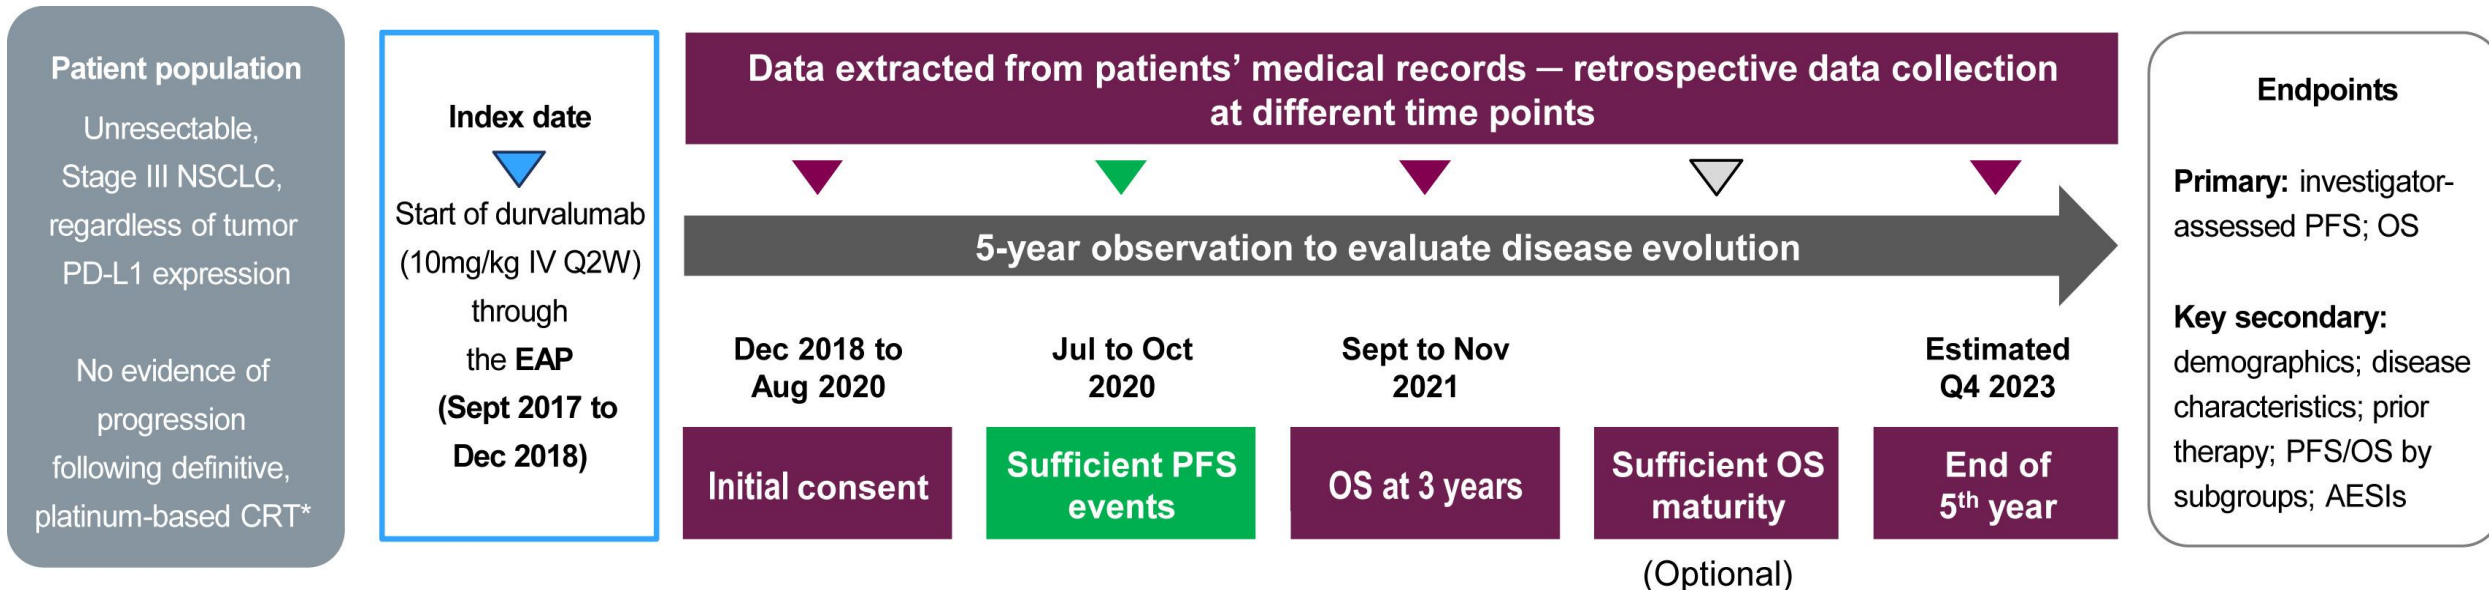 Patient population
Unresectable,
Stage III NSCLC,
regardless of tumor
PD-L1 expression
No evidence of
progression
following definitive,
platinum-based CRT*
Index date
Start of durvalumab
(10mg/kg IV Q2W)
through
the EAP
(Sept 2017 to
Dec 2018)
Data extracted from patients’ medical records — retrospective data collection
at different time points
5-year observation to evaluate disease evolution
Dec 2018 to
Aug 2020
Initial consent
Jul to Oct
2020
Sufficient PFS
events
Sept to Nov
2021
OS at 3 years
Sufficient OS
maturity
(Optional)
Estimated
Q4 2023
End of
5th year
Endpoints
Primary: investigator-
assessed PFS; OS
Key secondary:
demographics; disease
characteristics; prior
therapy; PFS/OS by
subgroups; AESIs